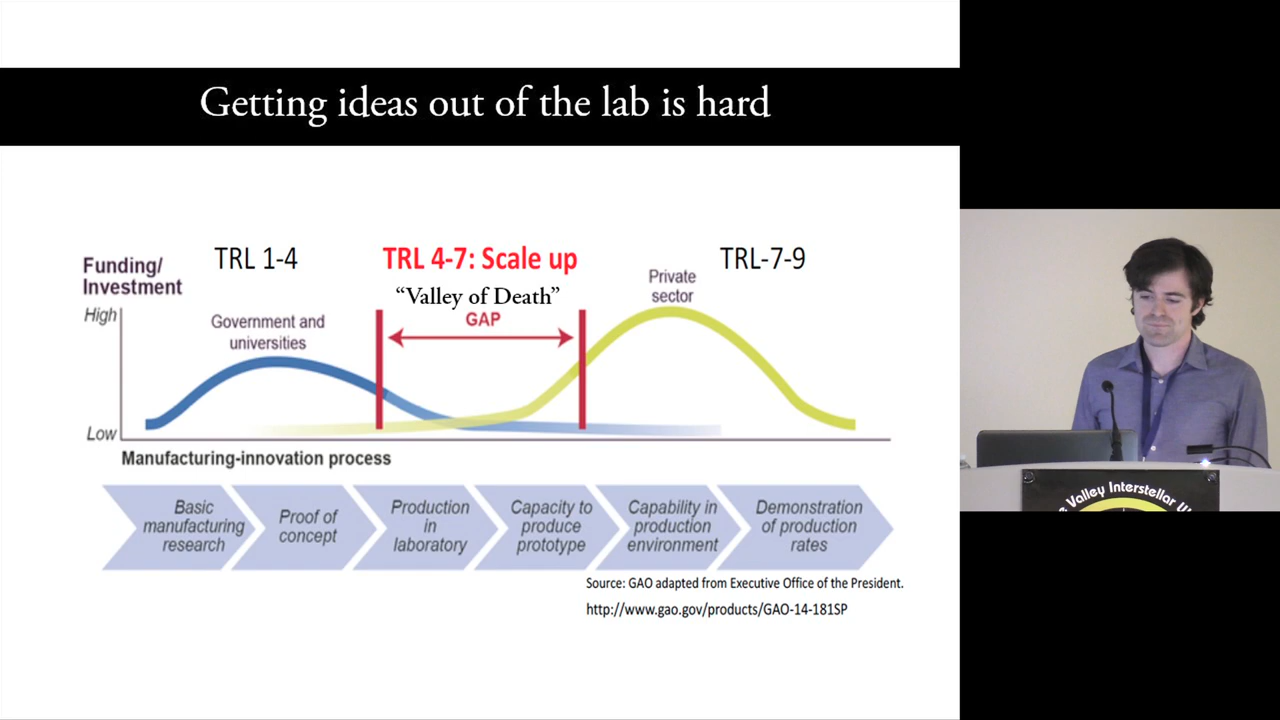 Getting ideas out of the lab is hard
TRL 1-4
TRL 4-7: Scale up
TRL-7-9
Funding/
Investment
"Valley of Death"
GAP
Private
sector
High
Government and
universities
Low
Manufacturing-innovation process
Basic
manufacturing
research
Proof of
concept
Production
in
laboratory
Capacity to
produce
prototype
Capability in
production
environment
Demonstration
of production
rates
Source: GAO adapted from Executive Office of the President.
http://www.gao.gov/products/GAO-14-181SP
Valley Interstellar